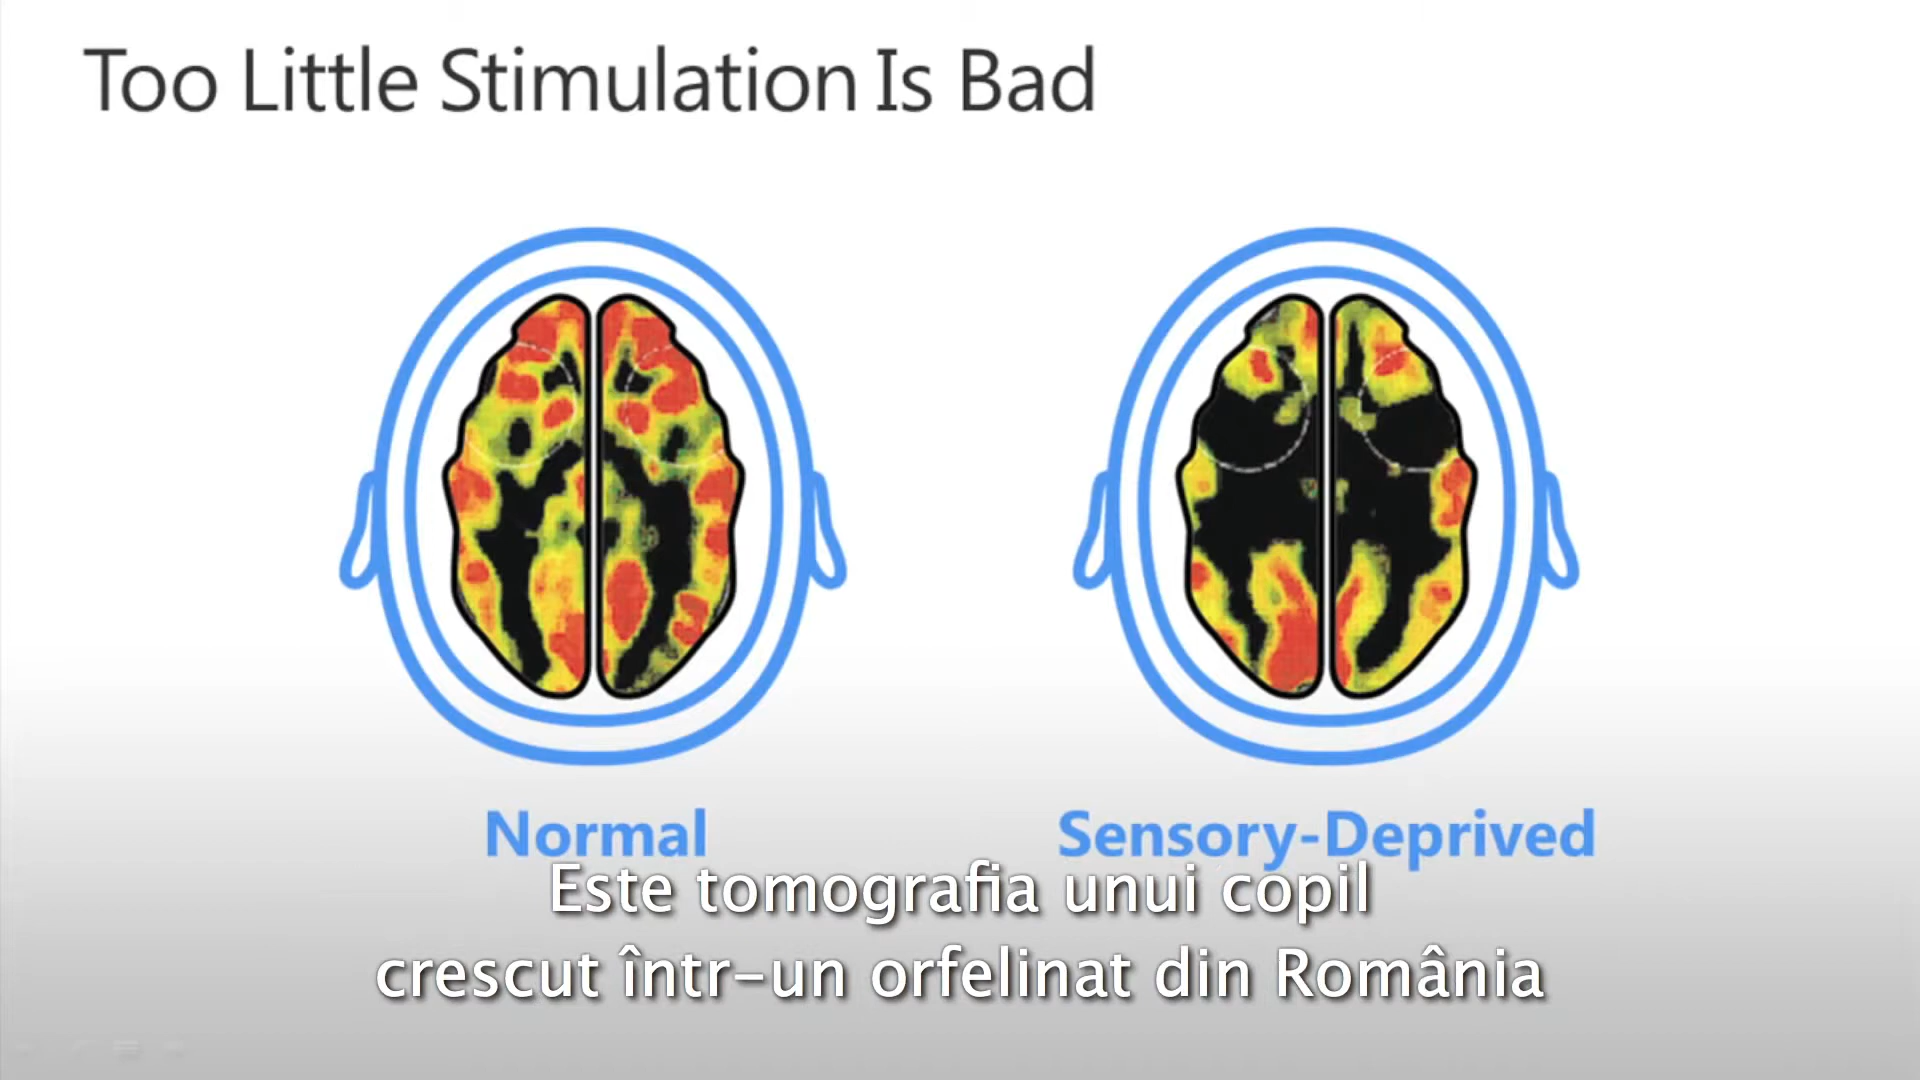 Too Little Stimulation Is Bad
Normal
Sensory-Deprived
Este tomografia unui copil
crescut într-un orfelinat din România